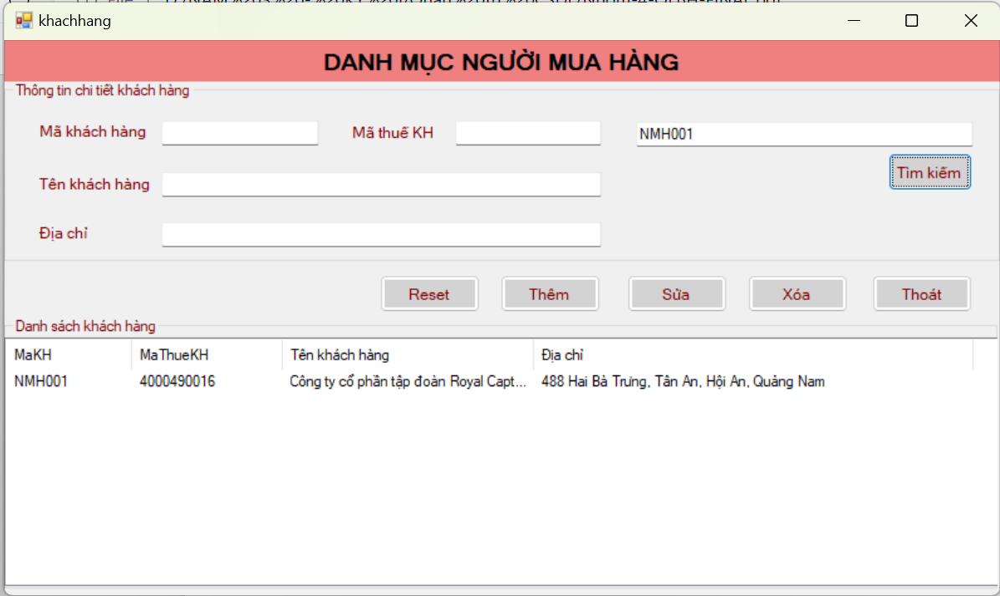 khachhang
DANH MỤC NGƯỜI MUA HÀNG
Thông tin chi tiết khách hàng
Mã khách hàng
Mã thuế KH
NMH001
Tìm kiếm
Tên khách hàng
Địa chỉ
Reset Thêm Sửa Xóa Thoát
Danh sách khách hàng
MaKH MaThueKH Tên khách hàng Địa chỉ
NMH001 4000490016 Công ty cổ phần tập đoàn Royal Capt... 488 Hai Bà Trưng, Tân An, Hội An, Quảng Nam